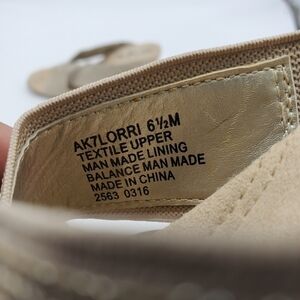 AK7LORRI 6½M
TEXTILE UPPER
MAN MADE LINING
BALANCE MAN MADE
MADE IN CHINA
2563 0316